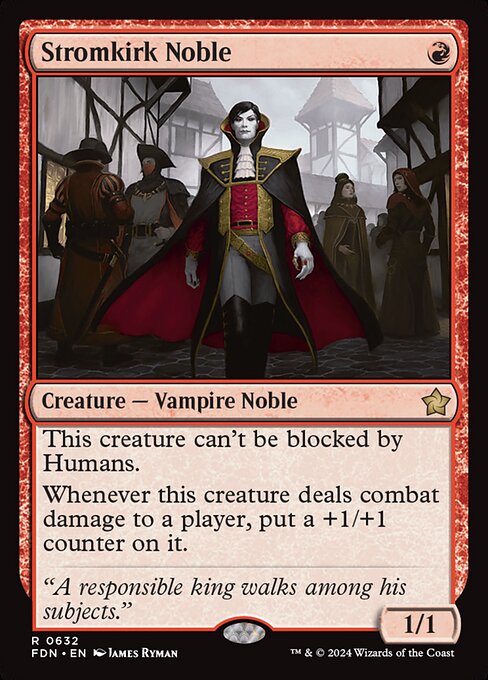 Stromkirk Noble
Creature — Vampire Noble
This creature can't be blocked by
Humans.
Whenever this creature deals combat
damage to a player, put a +1/+1
counter on it.
“A responsible king walks among his
subjects.”
1/1
R 0632
FDN • EN James Ryman
™ & © 2024 Wizards of the Coast